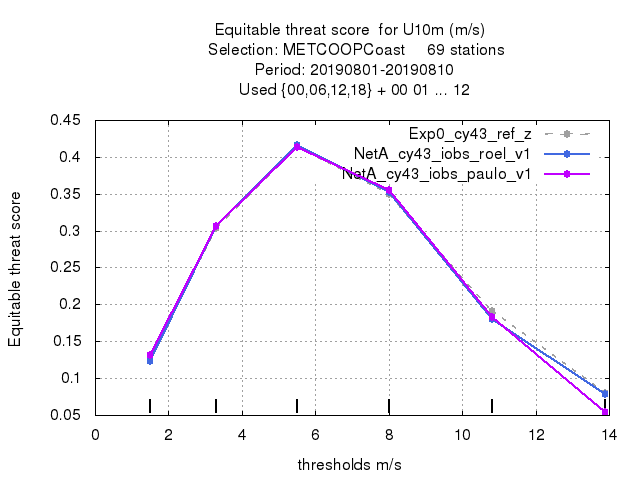 Equitable threat score  for U10m (m/s)
Selection: METCOOPCoast     69 stations
Period: 20190801-20190810
Used {00,06,12,18} + 00 01 ... 12
Exp0_cy43_ref_z
NetA_cy43_iobs_roel_v1
NetA_cy43_iobs_paulo_v1
Equitable threat score
0.45
0.4
0.35
0.3
0.25
0.2
0.15
0.1
0.05
0 2 4 6 8 10 12 14
thresholds m/s